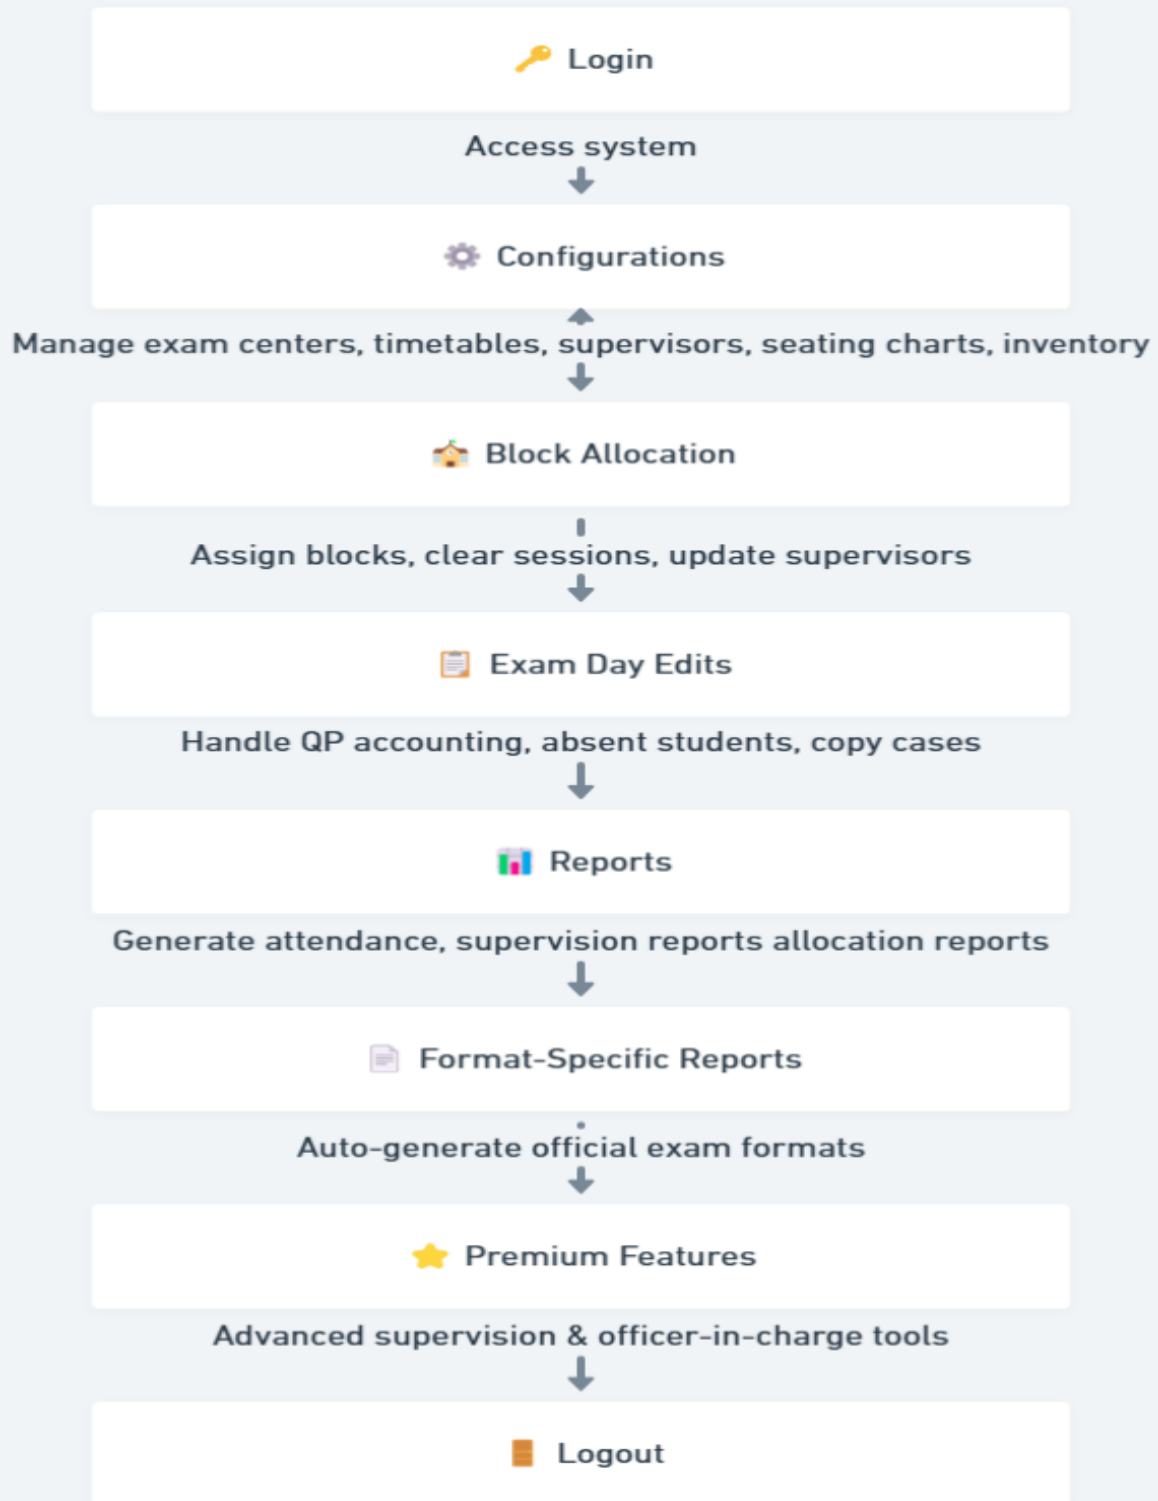 Login
Access system
Configurations
Manage exam centers, timetables, supervisors, seating charts, inventory
Block Allocation
Assign blocks, clear sessions, update supervisors
Exam Day Edits
Handle QP accounting, absent students, copy cases
Reports
Generate attendance, supervision reports allocation reports
Format-Specific Reports
Auto-generate official exam formats
Premium Features
Advanced supervision & officer-in-charge tools
Logout